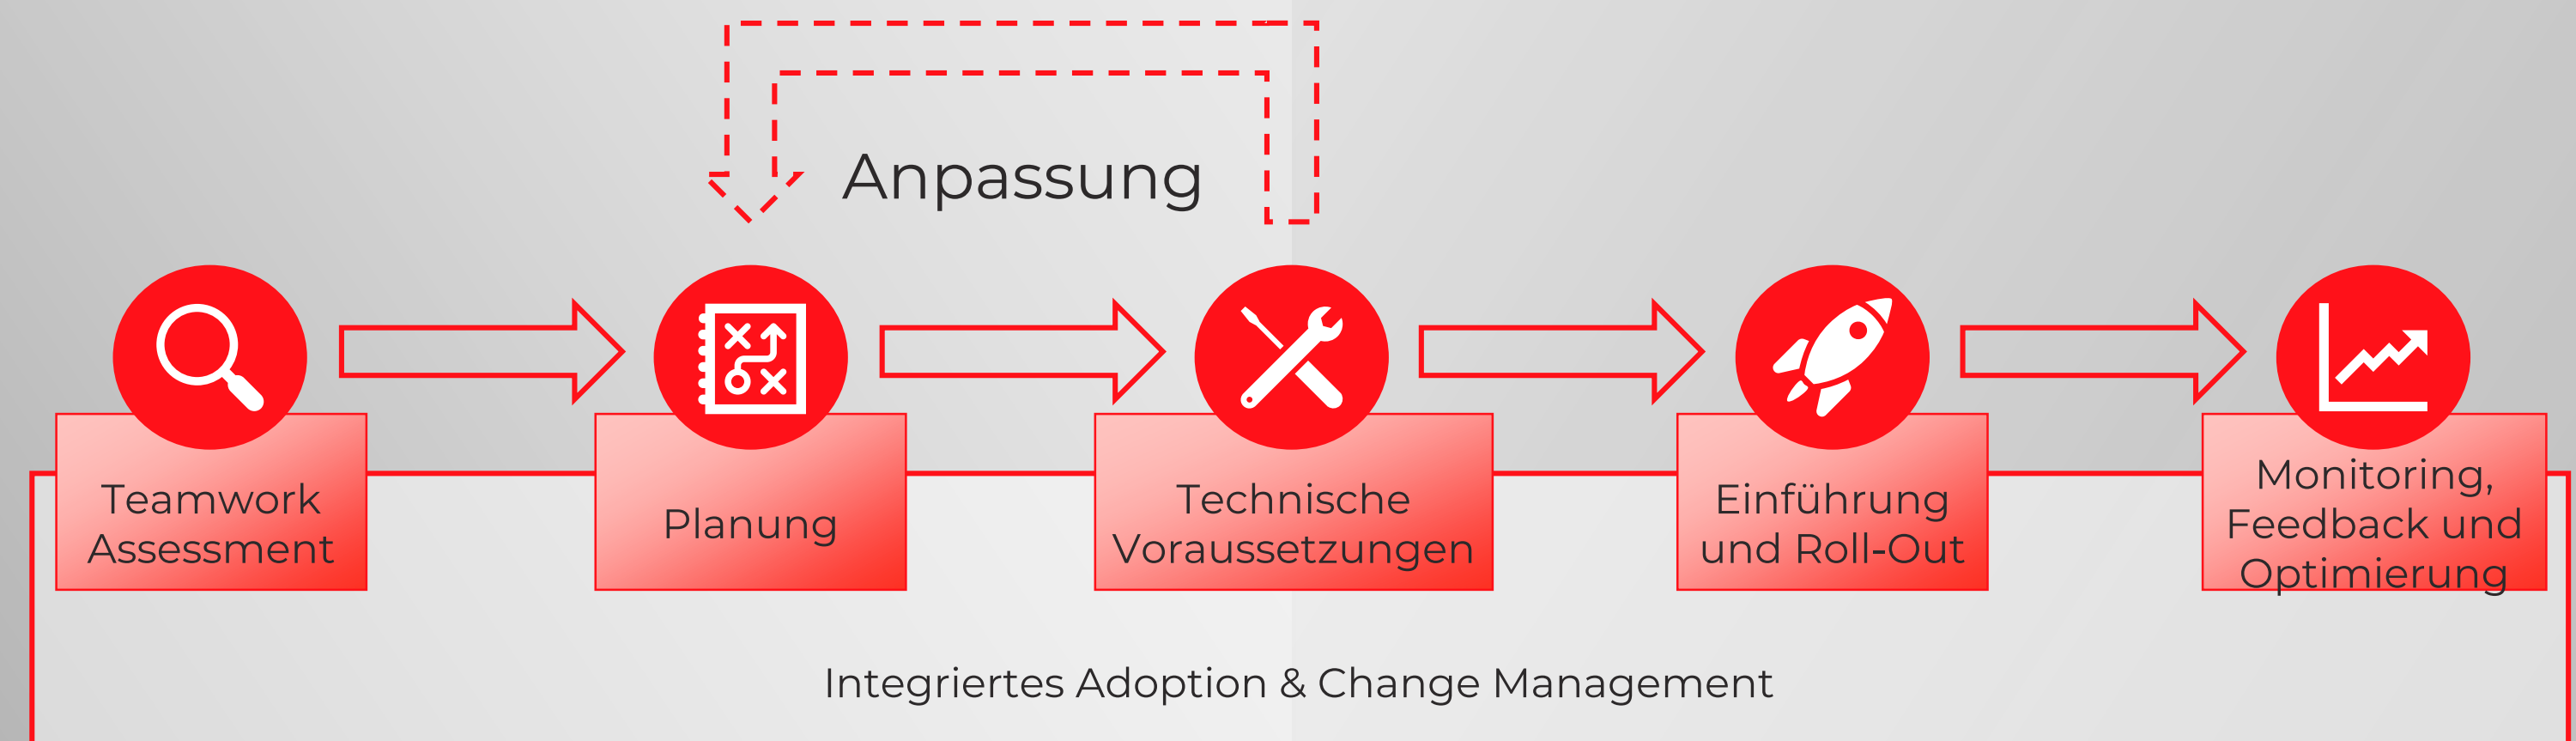 Anpassung
Teamwork
Assessment
Planung
Technische
Voraussetzungen
Einführung
und Roll-Out
Monitoring,
Feedback und
Optimierung
Integriertes Adoption & Change Management